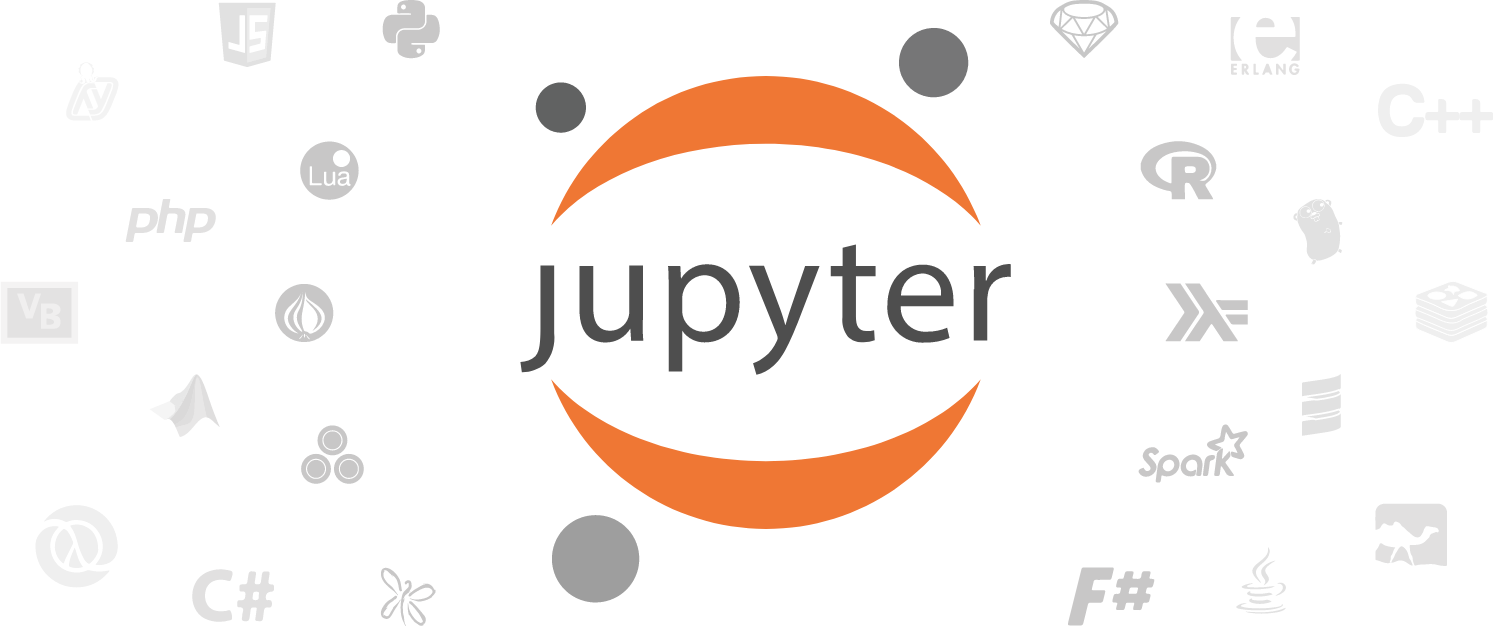 JS
ERLANG
C++
Lua
R
php
jupyter
VB
Spark
C#
F#